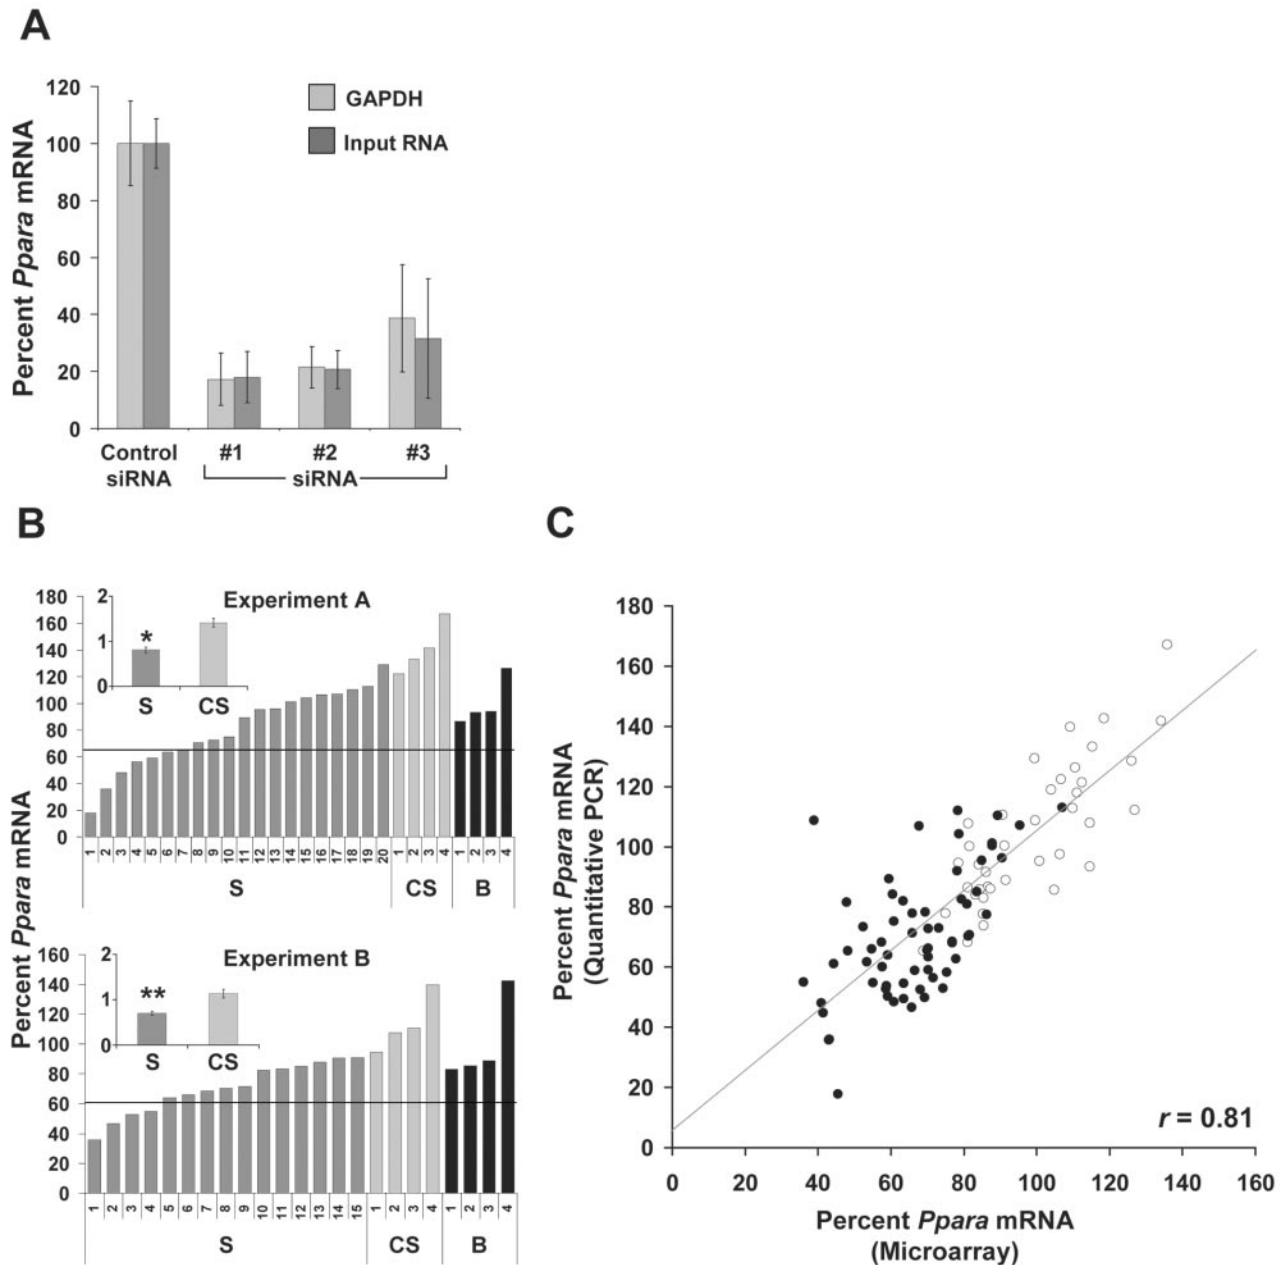 A
Percent Ppara mRNA
120
100
80
60
40
20
0
GAPDH
Input RNA
Control
siRNA
#1
#2
#3
siRNA
B
Percent Ppara mRNA
180
160
140
120
100
80
60
40
20
0
2
1
0
Experiment A
*
S
CS
1 2 3 4 5 6 7 8 9 10 11 12 13 14 15 16 17 18 19 20 1 2 3 4 1 2 3 4
S CS B
160
140
120
100
80
60
40
20
0
2
1
0
Experiment B
**
S
CS
1 2 3 4 5 6 7 8 9 10 11 12 13 14 15 1 2 3 4 1 2 3 4
S CS B
C
Percent Ppara mRNA
(Quantitative PCR)
180
160
140
120
100
80
60
40
20
0
r = 0.81
0 20 40 60 80 100 120 140 160
Percent Ppara mRNA
(Microarray)